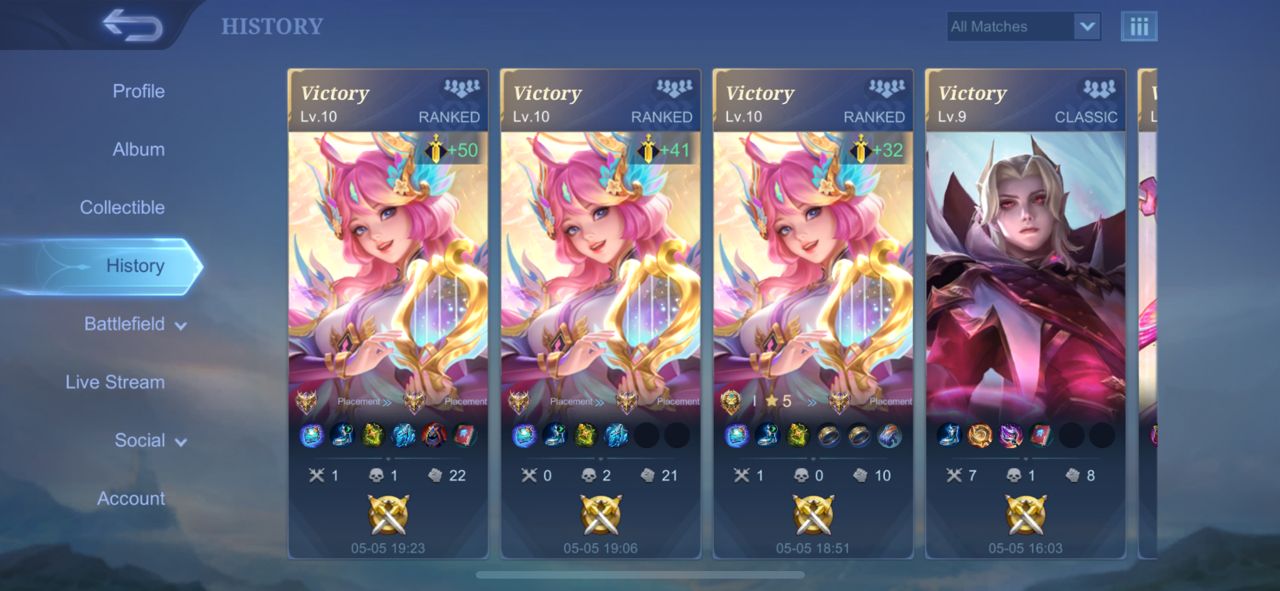 HISTORY
All Matches
Profile
Album
Collectible
History
Battlefield
Live Stream
Social
Account
Victory
Lv.10 RANKED
+50
Placement Placement
1 1 22
05-05 19:23
Victory
Lv.10 RANKED
+41
Placement Placement
0 2 21
05-05 19:06
Victory
Lv.10 RANKED
+32
I 5 Placement
1 0 10
05-05 18:51
Victory
Lv.9 CLASSIC
7 1 8
05-05 16:03